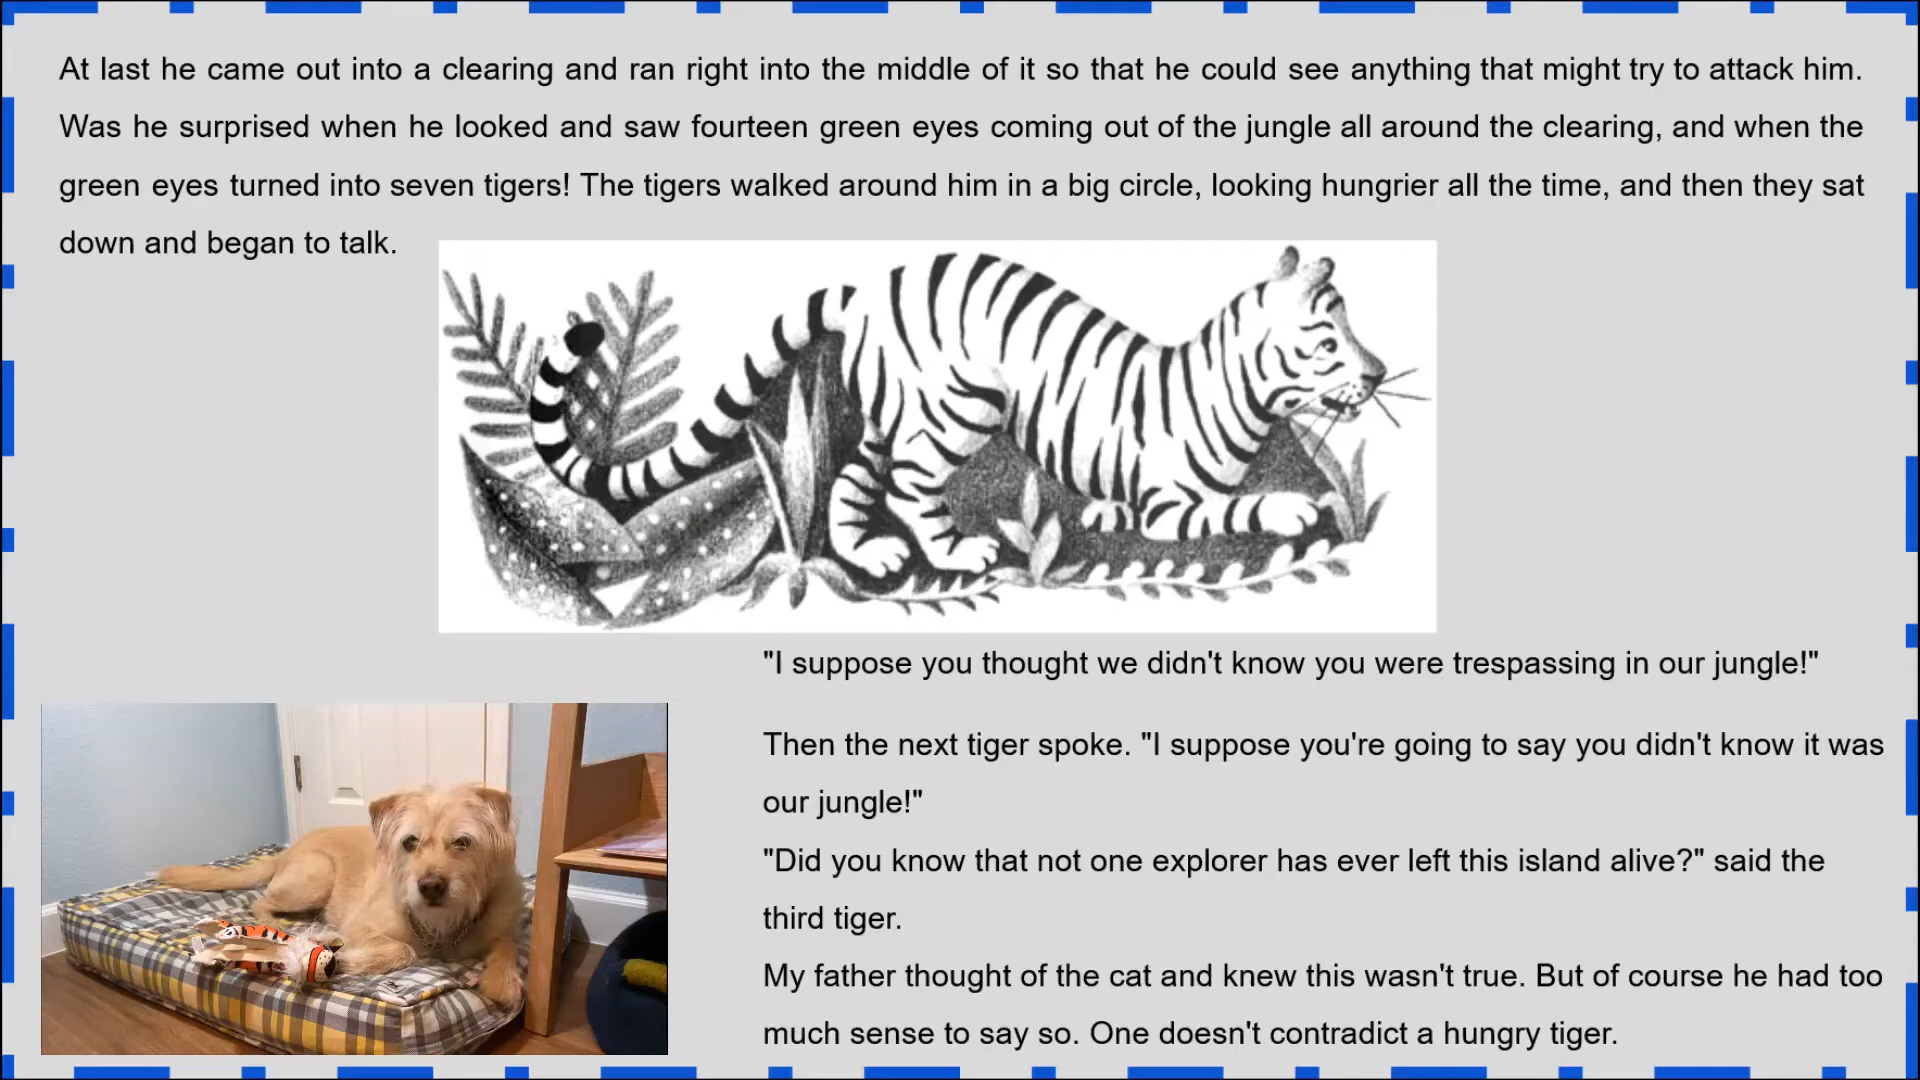 At last he came out into a clearing and ran right into the middle of it so that he could see anything that might try to attack him.
Was he surprised when he looked and saw fourteen green eyes coming out of the jungle all around the clearing, and when the
green eyes turned into seven tigers! The tigers walked around him in a big circle, looking hungrier all the time, and then they sat
down and began to talk.
"I suppose you thought we didn't know you were trespassing in our jungle!"
Then the next tiger spoke. "I suppose you're going to say you didn't know it was
our jungle!"
"Did you know that not one explorer has ever left this island alive?" said the
third tiger.
My father thought of the cat and knew this wasn't true. But of course he had too
much sense to say so. One doesn't contradict a hungry tiger.